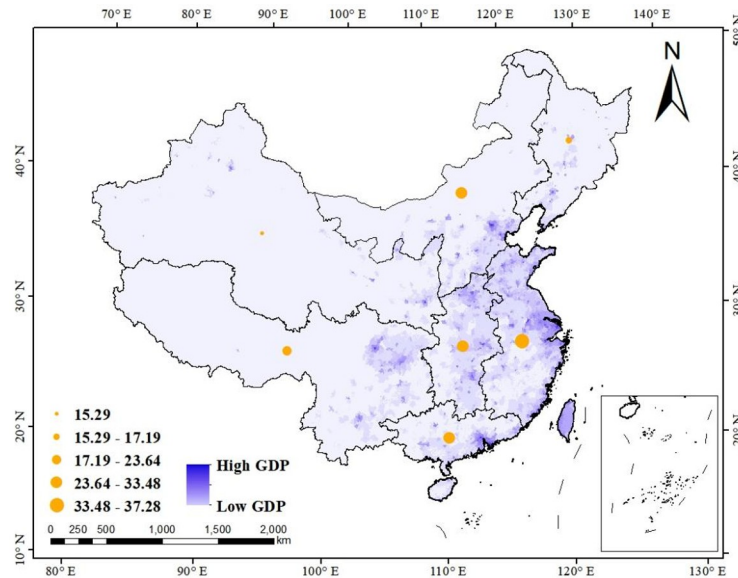 70° E 80° E 90° E 100° E 110° E 120° E 130° E 140° E
50° N
N
40° N 40° N
30° N 30° N
20° N 20° N
15.29
15.29 - 17.19
17.19 - 23.64
23.64 - 33.48
33.48 - 37.28
High GDP
Low GDP
0 250 500 1,000 1,500 2,000
km
10° N
80° E 90° E 100° E 110° E 120° E 130° E